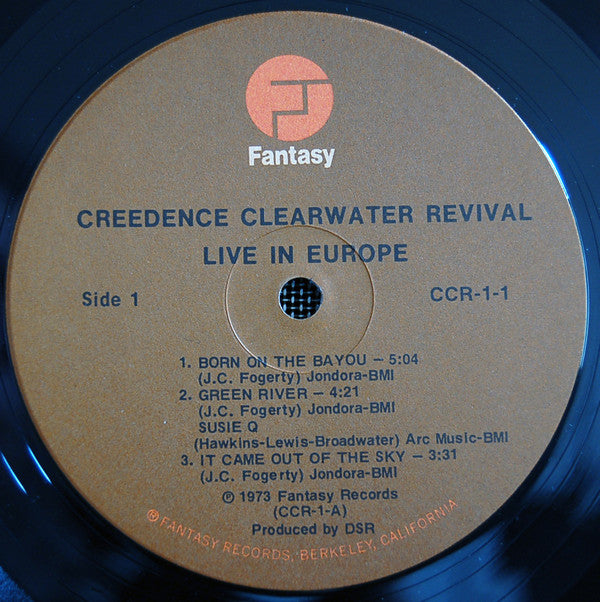 Fantasy
CREEDENCE CLEARWATER REVIVAL
LIVE IN EUROPE
Side 1
CCR-1-1
1. BORN ON THE BAYOU – 5:04
(J.C. Fogerty) Jondora-BMI
2. GREEN RIVER – 4:21
(J.C. Fogerty) Jondora-BMI
SUSIE Q
(Hawkins-Lewis-Broadwater) Arc Music-BMI
3. IT CAME OUT OF THE SKY – 3:31
(J.C. Fogerty) Jondora-BMI
℗ 1973 Fantasy Records
(CCR-1-A)
Produced by DSR
® FANTASY RECORDS, BERKELEY, CALIFORNIA